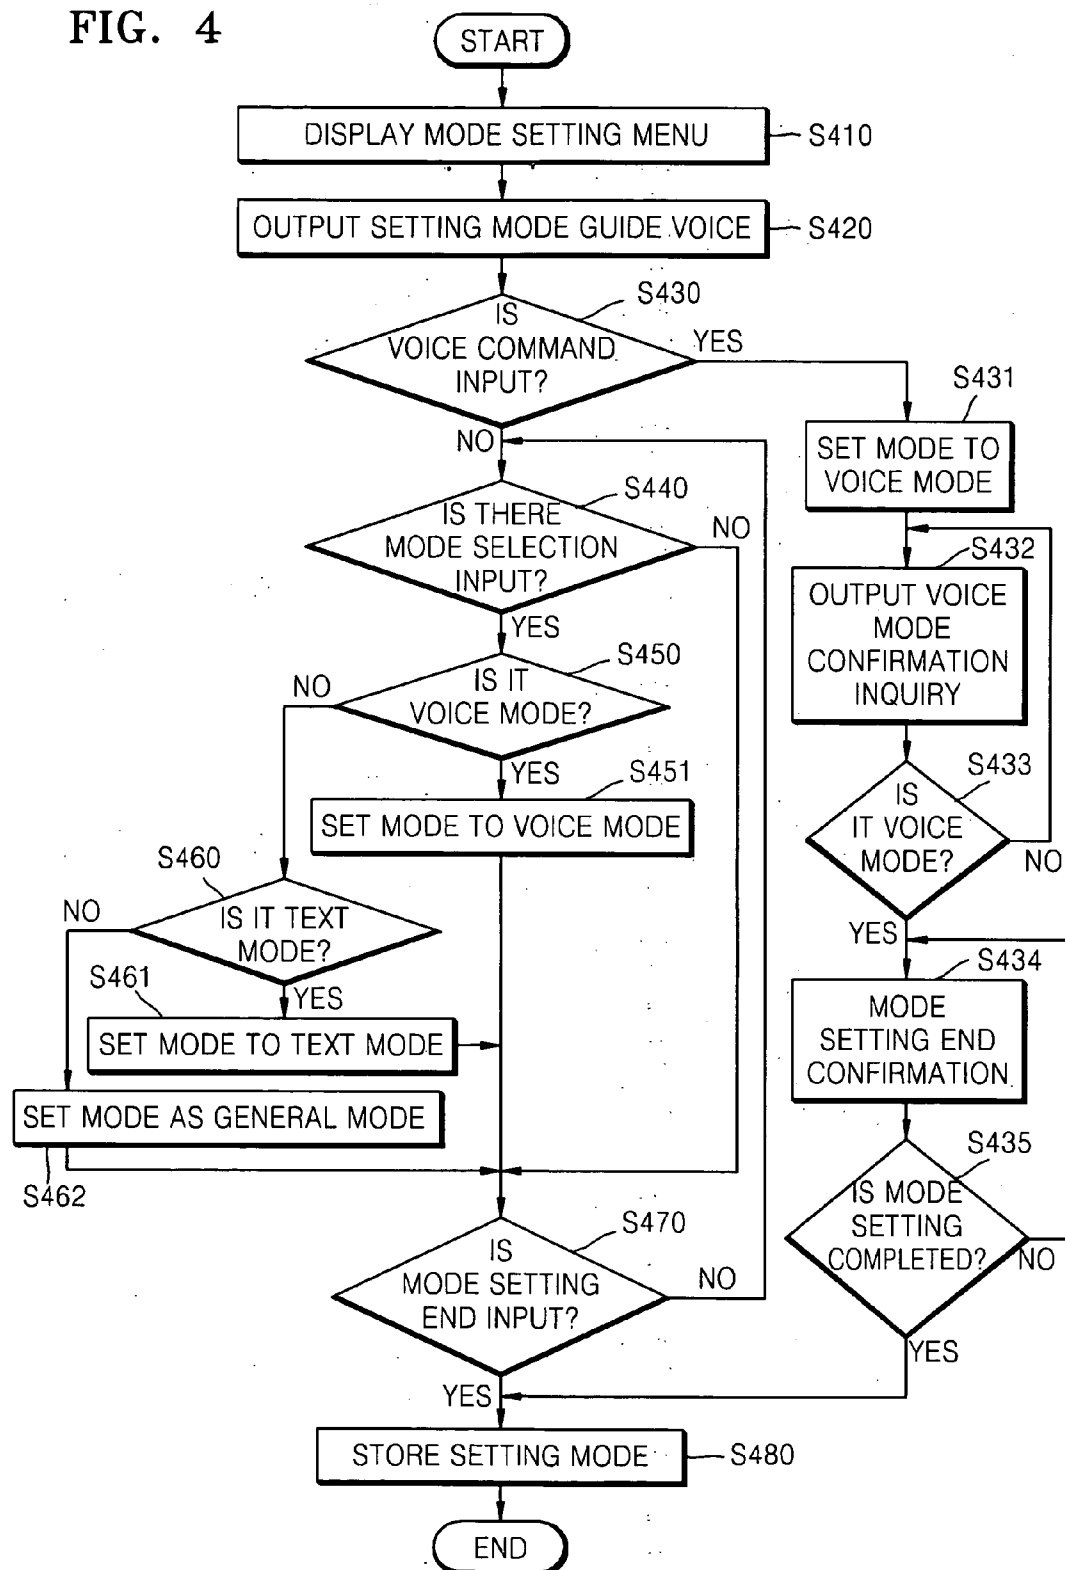 FIG. 4
START
DISPLAY MODE SETTING MENU
S410
OUTPUT SETTING MODE GUIDE VOICE
S420
S430
IS
VOICE COMMAND
INPUT?
YES
NO
S431
SET MODE TO
VOICE MODE
S440
IS THERE
MODE SELECTION
INPUT?
NO
YES
S432
OUTPUT VOICE
MODE
CONFIRMATION
INQUIRY
S450
IS IT
VOICE MODE?
NO
YES
S451
SET MODE TO VOICE MODE
S433
IS
IT VOICE
MODE?
NO
YES
S460
IS IT TEXT
MODE?
NO
YES
S461
SET MODE TO TEXT MODE
SET MODE AS GENERAL MODE
S462
S434
MODE
SETTING END
CONFIRMATION
S435
IS MODE
SETTING
COMPLETED?
NO
YES
S470
IS
MODE SETTING
END INPUT?
NO
YES
STORE SETTING MODE
S480
END